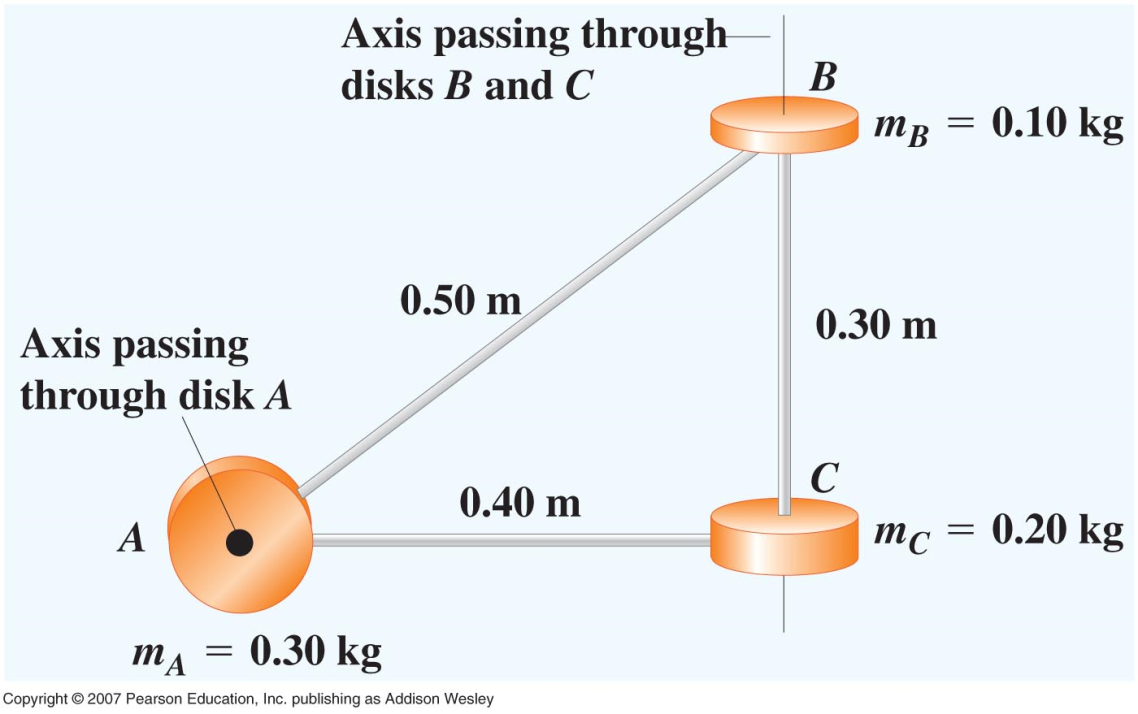 Axis passing through
disks B and C
B
m_B = 0.10 kg
0.50 m
0.30 m
Axis passing
through disk A
A
0.40 m
C
m_C = 0.20 kg
m_A = 0.30 kg
Copyright © 2007 Pearson Education, Inc. publishing as Addison Wesley